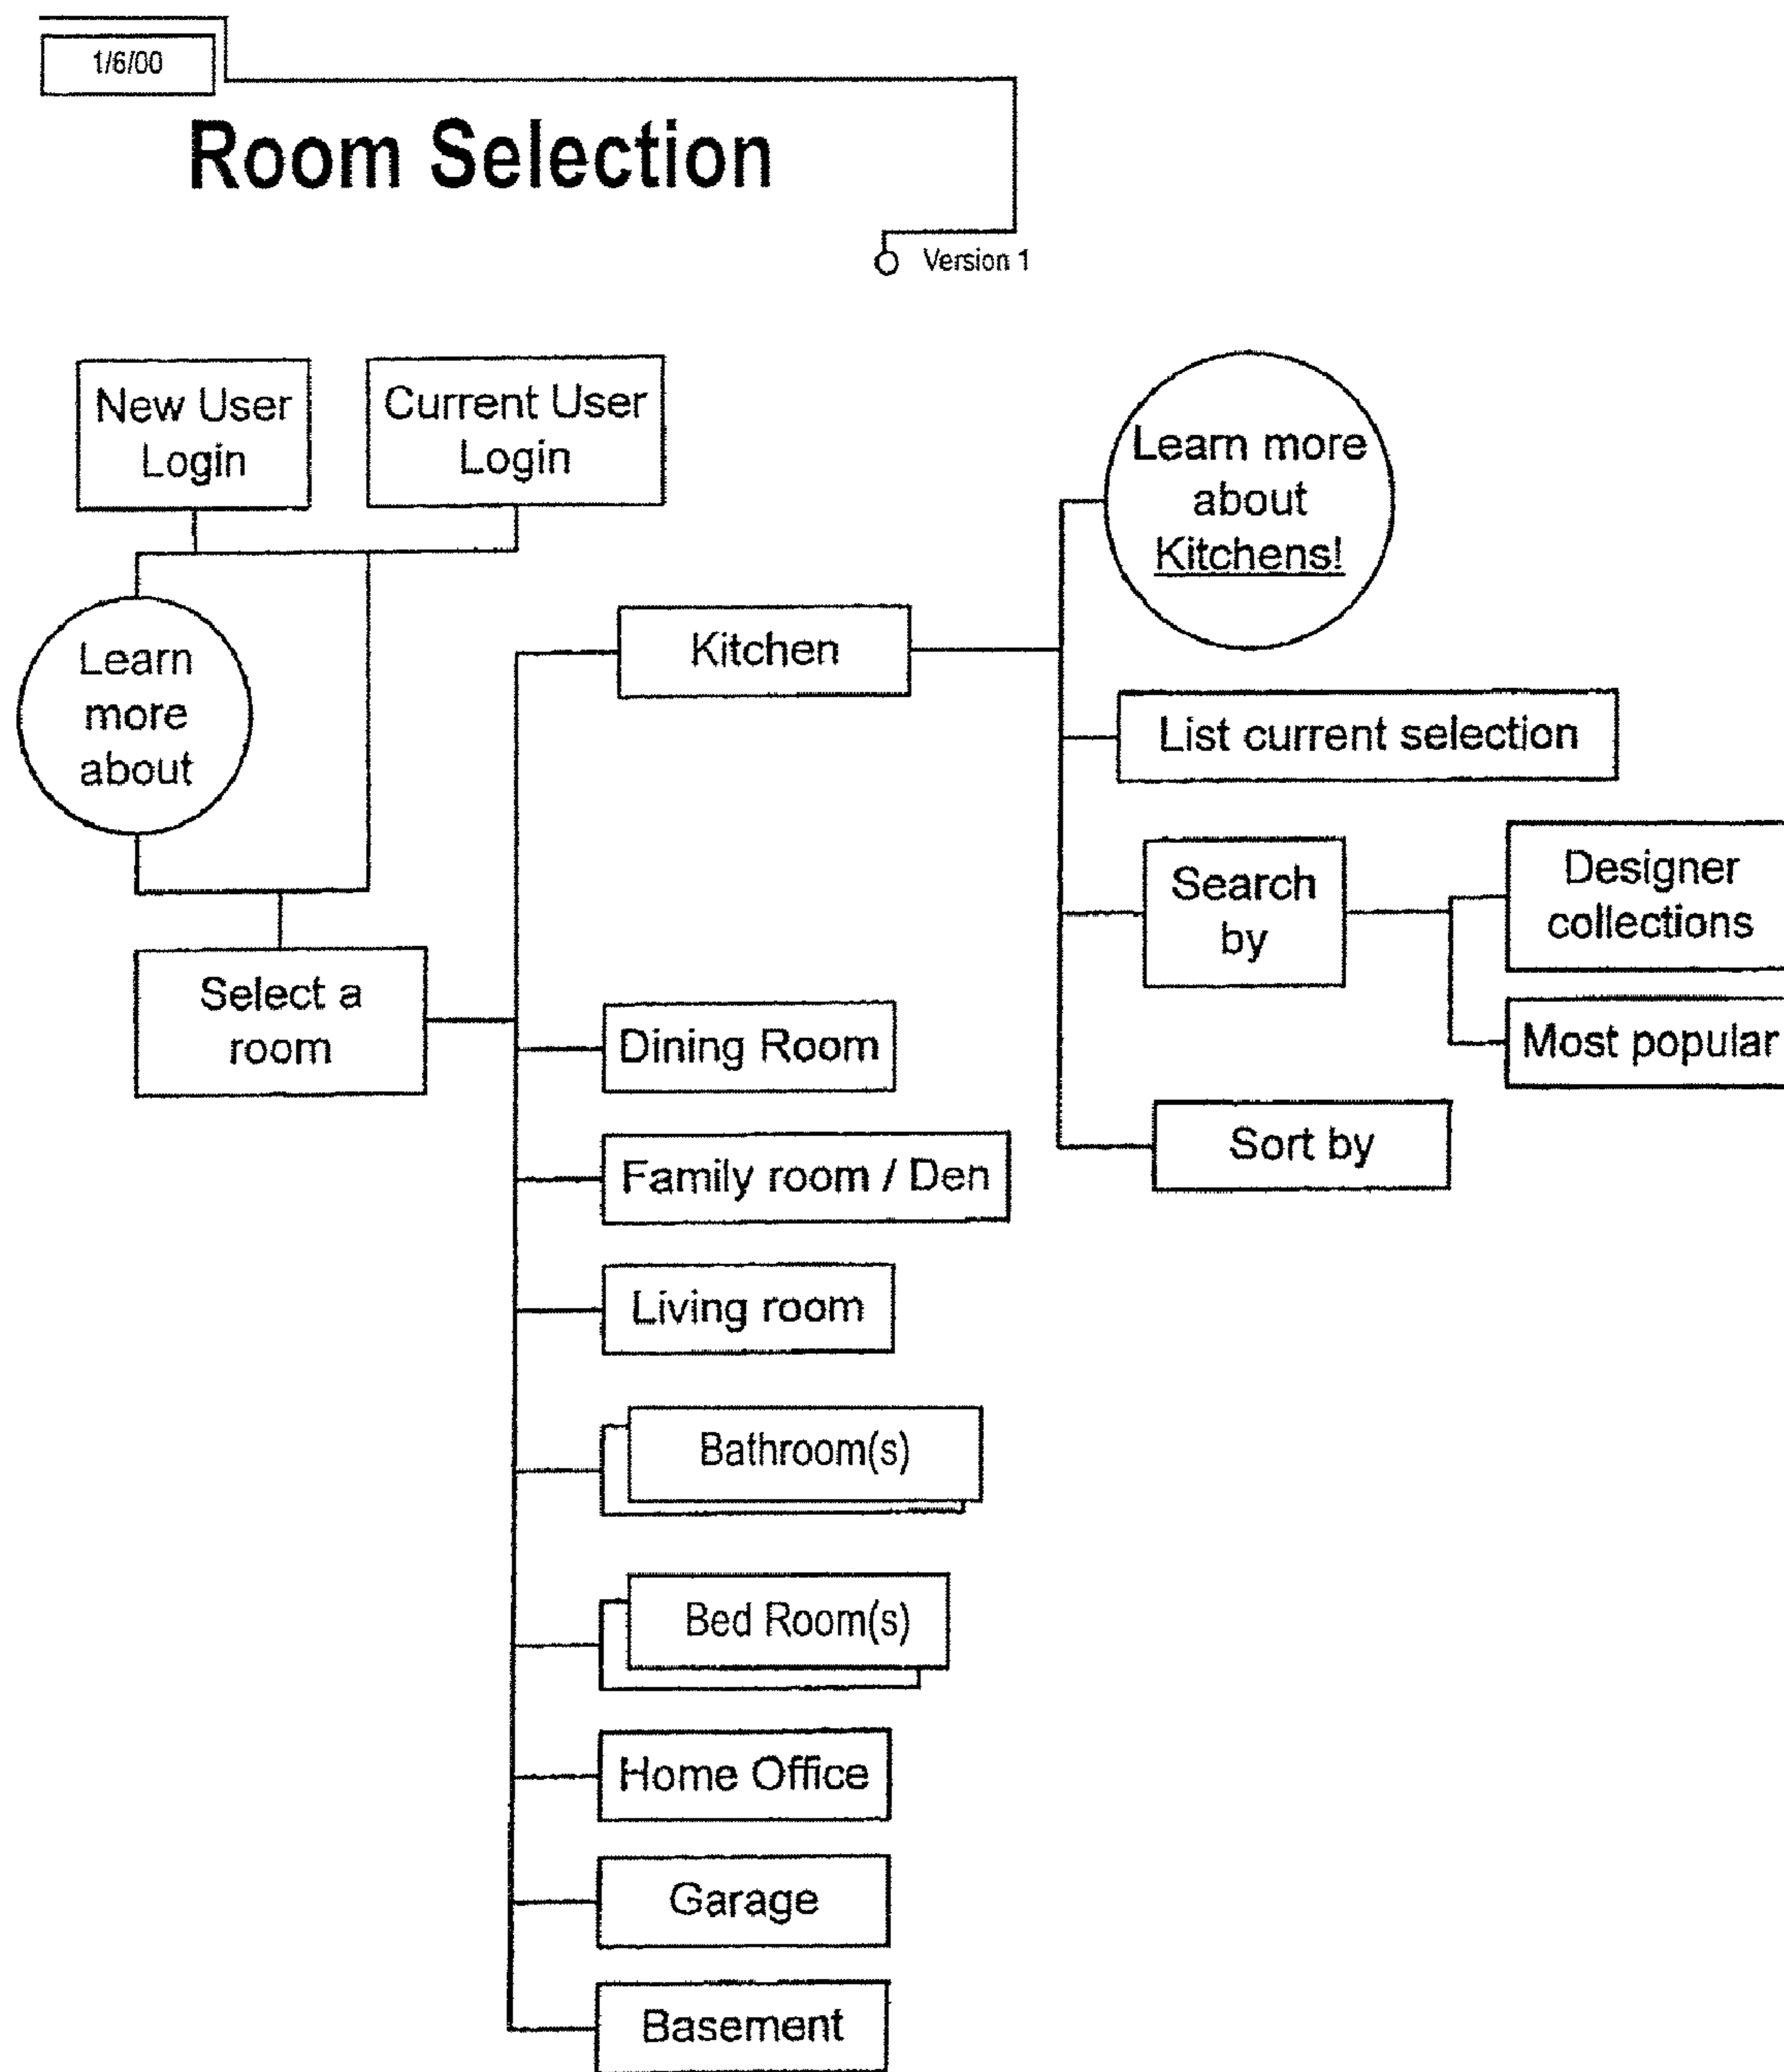 1/6/00
Room Selection
Version 1
New User
Login
Current User
Login
Learn
more
about
Select a
room
Kitchen
Dining Room
Family room / Den
Living room
Bathroom(s)
Bed Room(s)
Home Office
Garage
Basement
Learn more
about
Kitchens!
List current selection
Search
by
Designer
collections
Most popular
Sort by